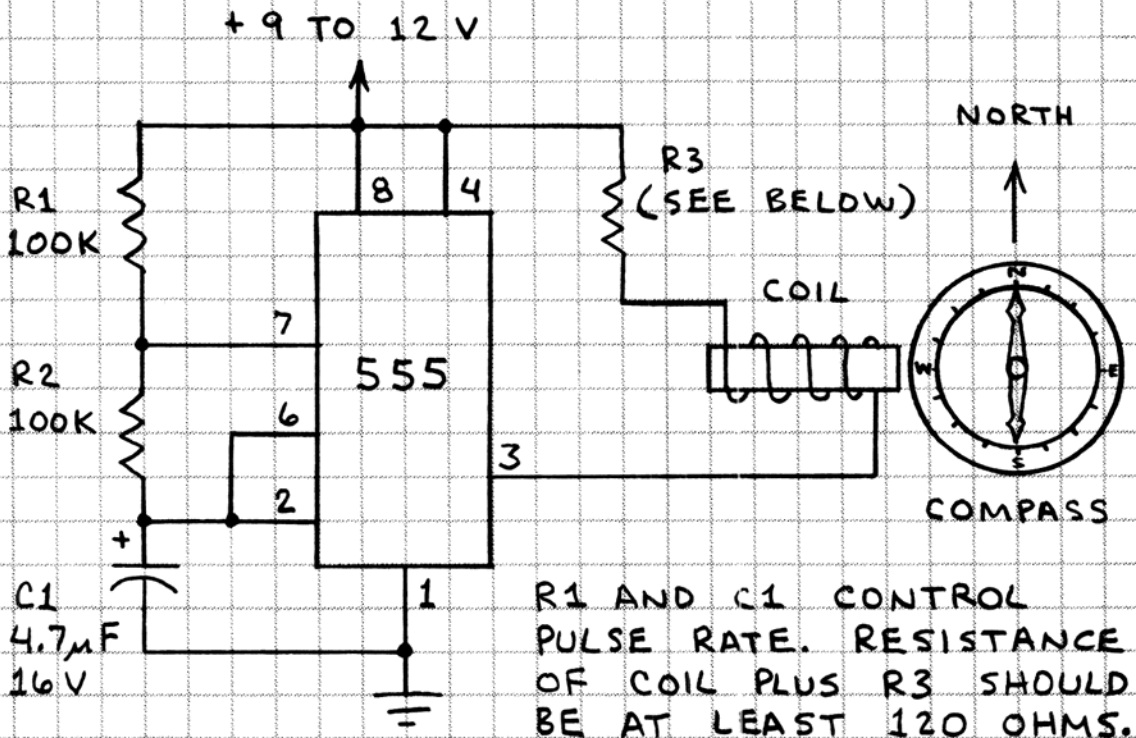 + 9 TO 12 V
NORTH
R3
(SEE BELOW)
8
4
R1
100K
COIL
N
7
555
W
E
R2
100K
6
S
3
2
COMPASS
+
C1
4.7µF
16V
1
R1 AND C1 CONTROL
PULSE RATE. RESISTANCE
OF COIL PLUS R3 SHOULD
BE AT LEAST 120 OHMS.